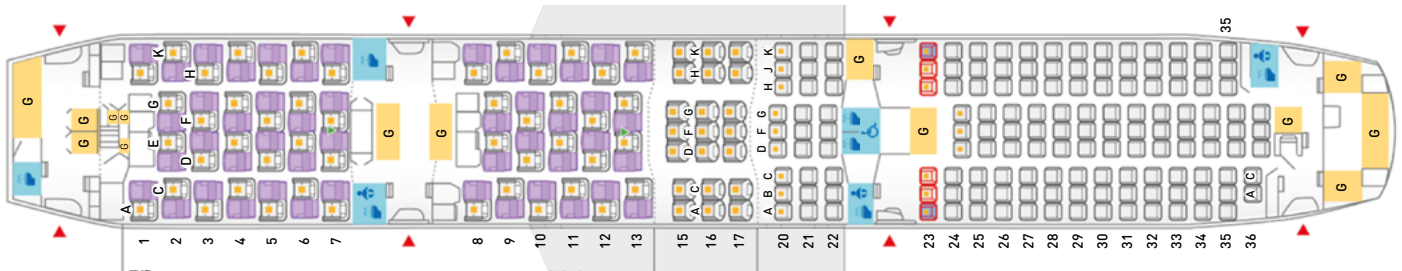 35
K K K
G
H H J
G
H
G
G G G
G G G G
F F F
G G G
E
G G
D D D
C C C C
G
B A
A A A
1 2 3 4 5 6 7 8 9 10 11 12 13 15 16 17 20 21 22 23 24 25 26 27 28 29 30 31 32 33 34 35 36